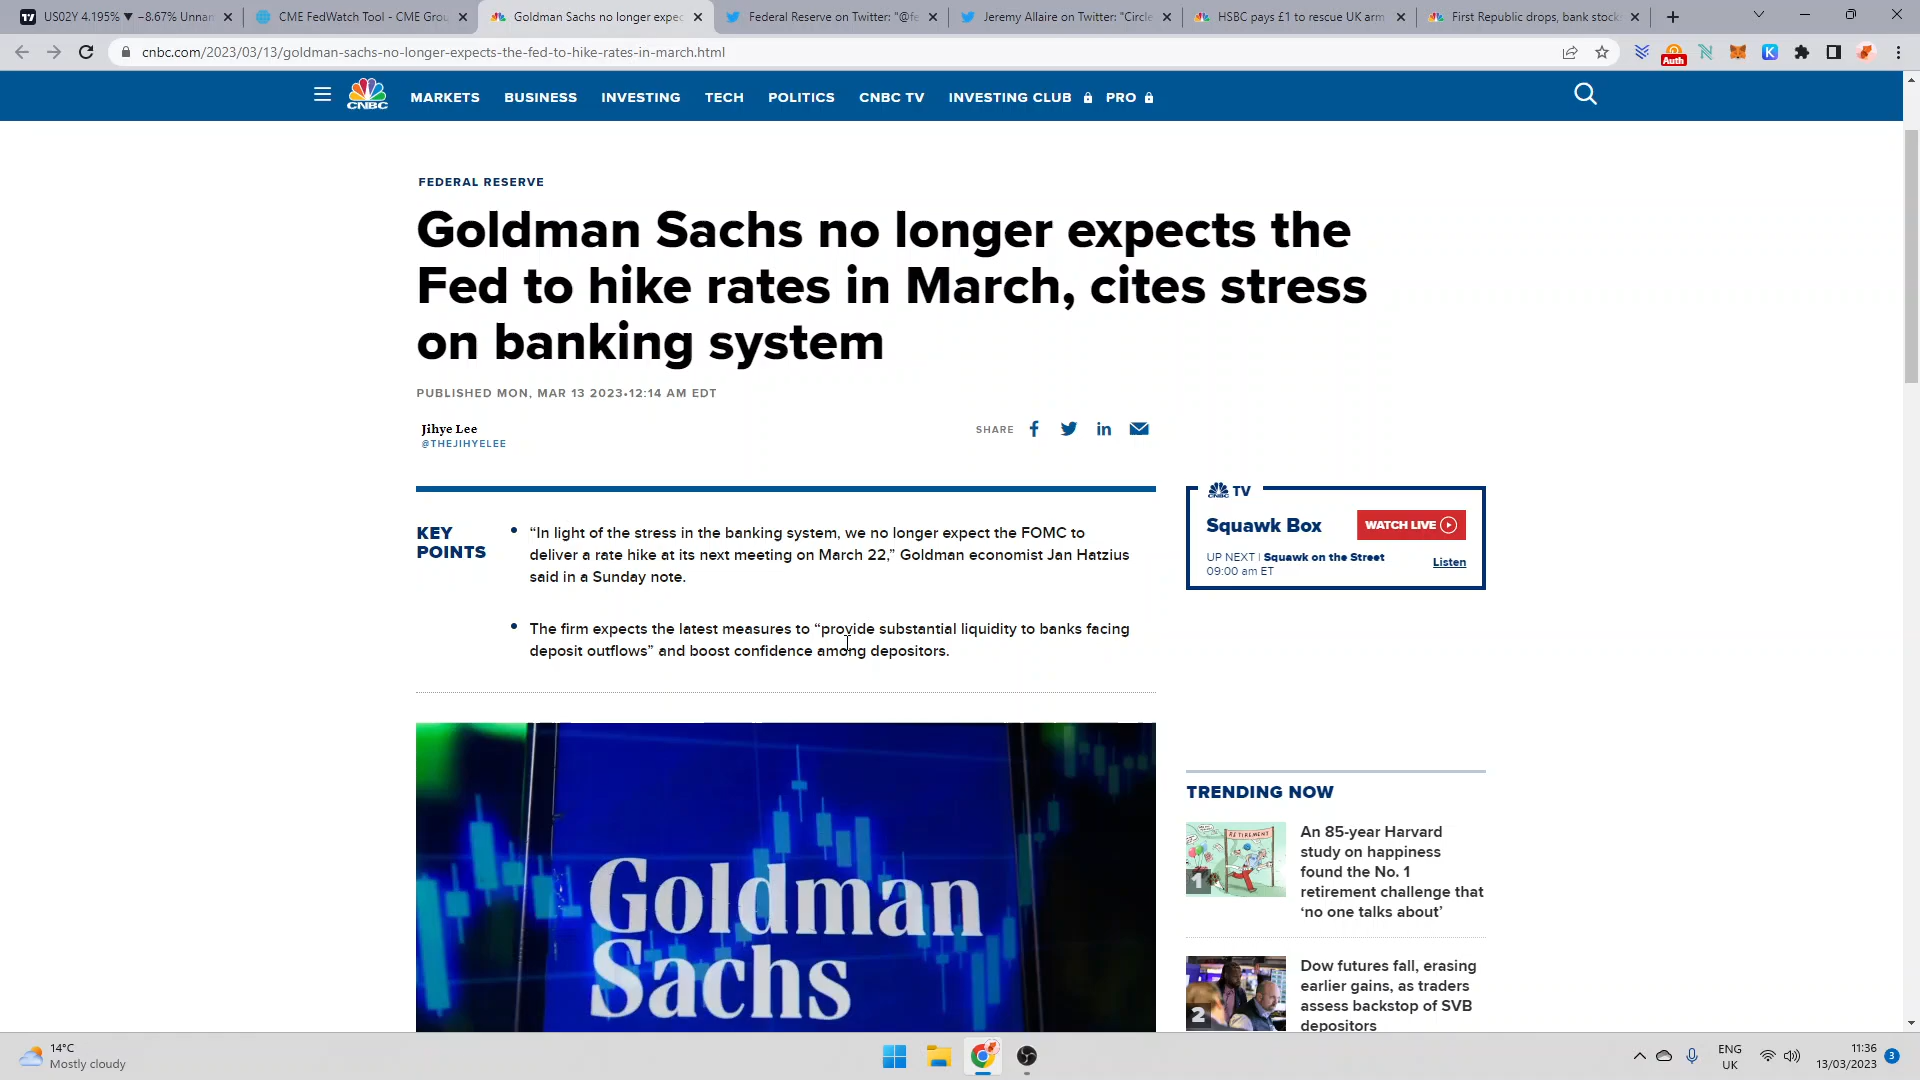 US02Y 4.195% ▼ −8.67% Unnan
CME FedWatch Tool - CME Grou
Goldman Sachs no longer expec
Federal Reserve on Twitter: "@fe
Jeremy Allaire on Twitter: "Circle
HSBC pays £1 to rescue UK arm
First Republic drops, bank stock
cnbc.com/2023/03/13/goldman-sachs-no-longer-expects-the-fed-to-hike-rates-in-march.html
Auth
K
CNBC
MARKETS
BUSINESS
INVESTING
TECH
POLITICS
CNBC TV
INVESTING CLUB
PRO
FEDERAL RESERVE
Goldman Sachs no longer expects the
Fed to hike rates in March, cites stress
on banking system
PUBLISHED MON, MAR 13 2023•12:14 AM EDT
Jihye Lee
@THEJIHYELEE
SHARE
KEY
POINTS
“In light of the stress in the banking system, we no longer expect the FOMC to
deliver a rate hike at its next meeting on March 22,” Goldman economist Jan Hatzius
said in a Sunday note.
The firm expects the latest measures to “provide substantial liquidity to banks facing
deposit outflows” and boost confidence among depositors.
CNBC TV
Squawk Box
WATCH LIVE
UP NEXT | Squawk on the Street
09:00 am ET
Listen
Goldman
Sachs
TRENDING NOW
RETIREMENT
1
An 85-year Harvard
study on happiness
found the No. 1
retirement challenge that
‘no one talks about’
2
Dow futures fall, erasing
earlier gains, as traders
assess backstop of SVB
depositors
14°C
Mostly cloudy
ENG
UK
11:36
13/03/2023
3